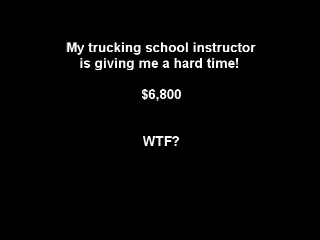 My trucking school instructor
is giving me a hard time!
$6,800
WTF?